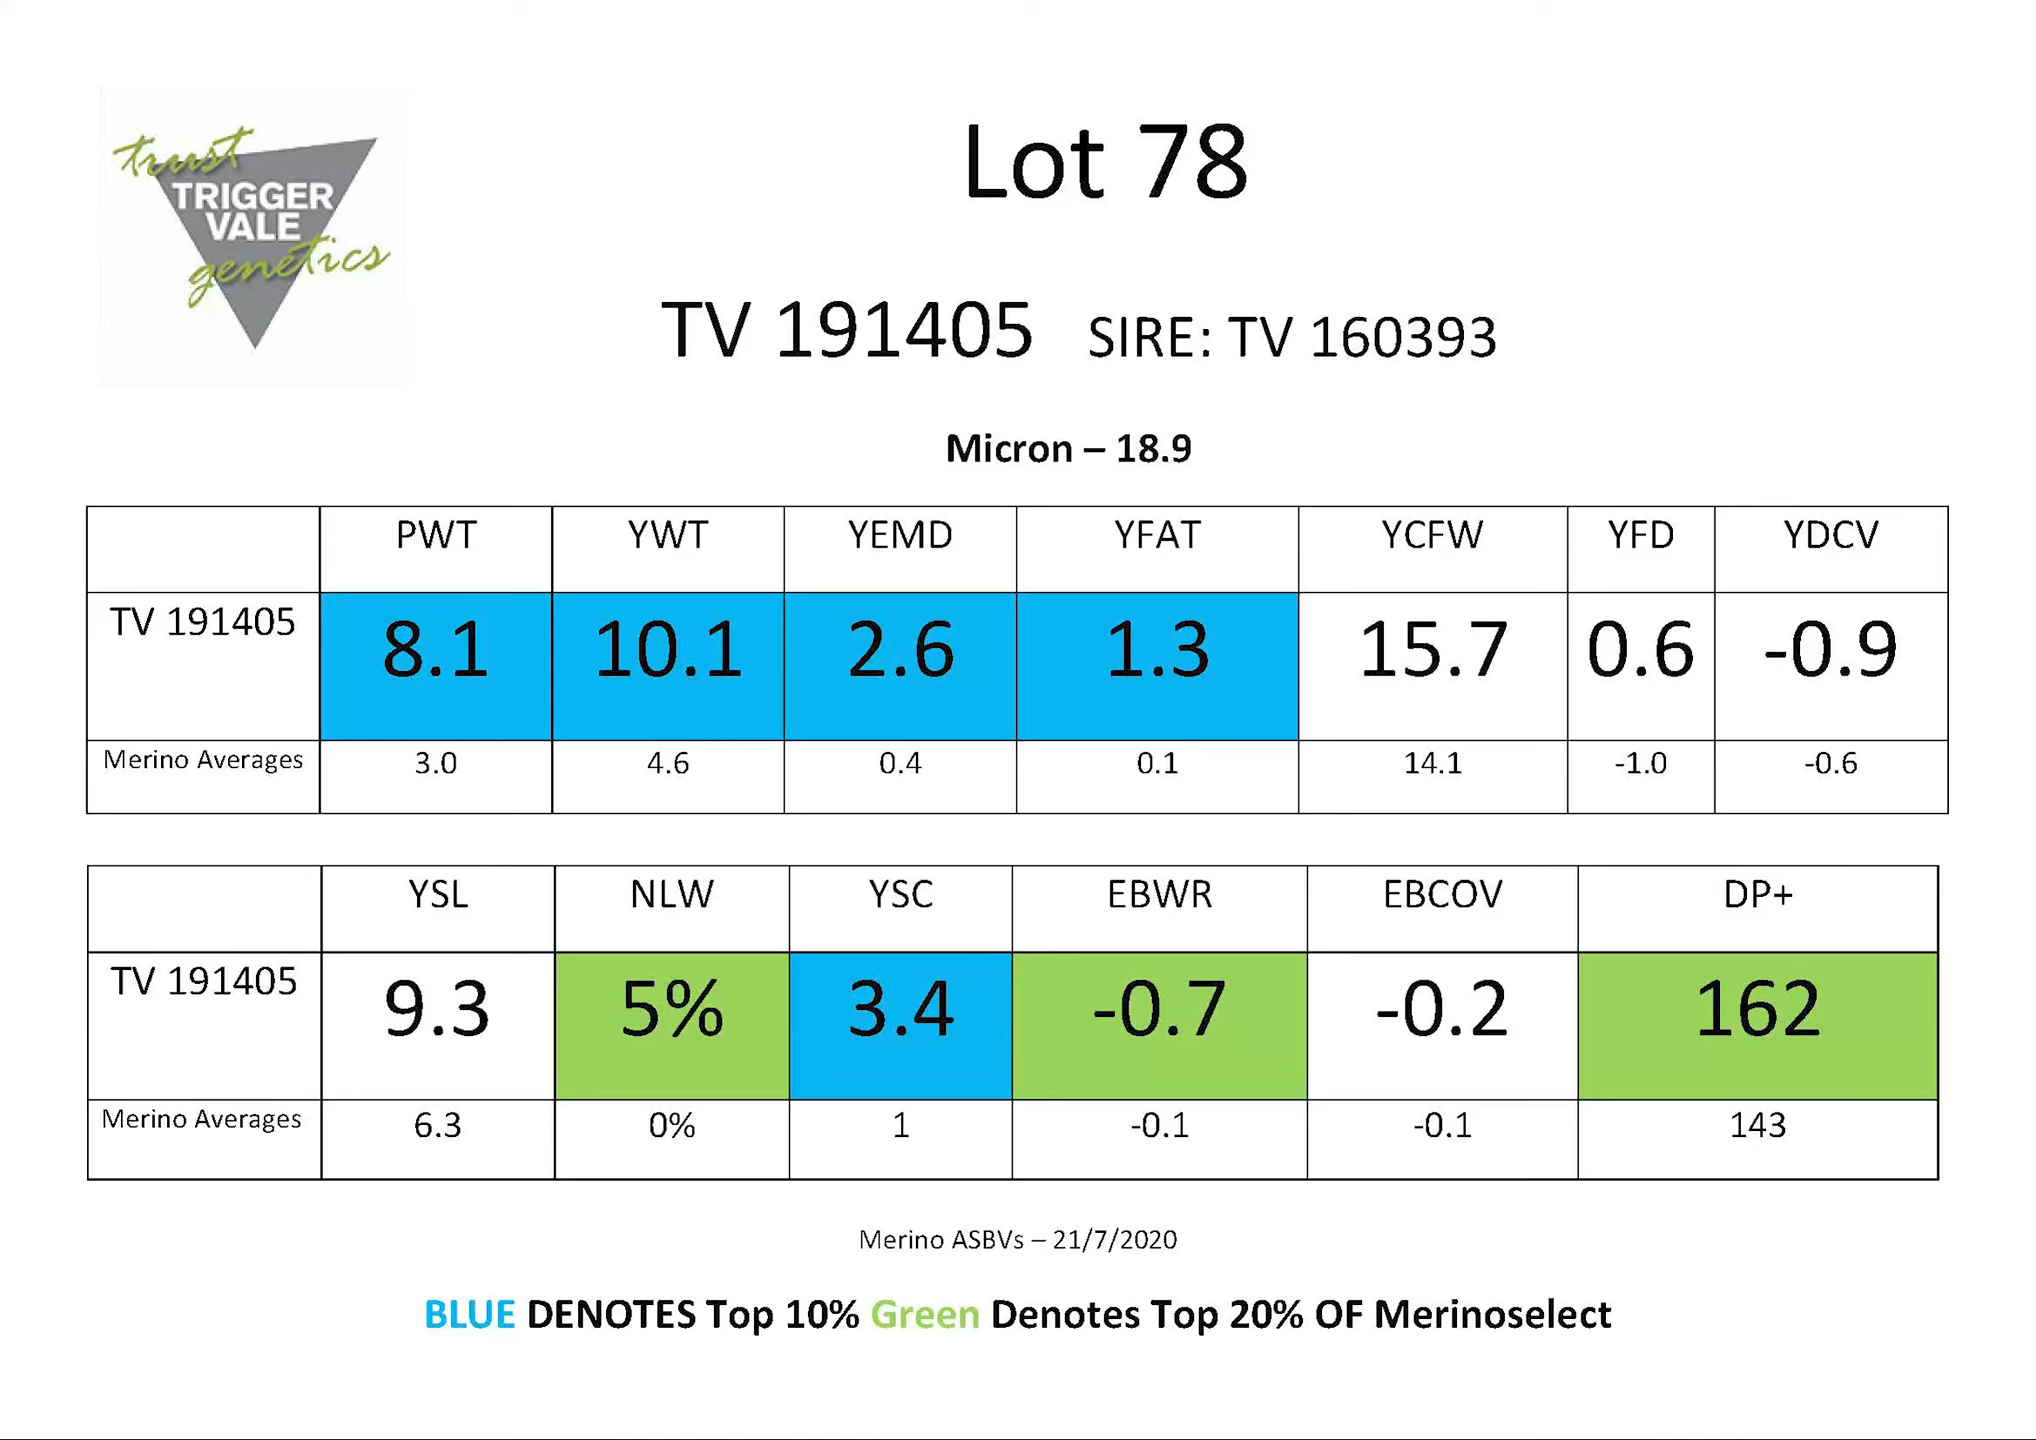 trust
TRIGGER
VALE
genetics
Lot 78
TV 191405 SIRE: TV 160393
Micron – 18.9
PWT YWT YEMD YFAT YCFW YFD YDCV
TV 191405 8.1 10.1 2.6 1.3 15.7 0.6 -0.9
Merino Averages 3.0 4.6 0.4 0.1 14.1 -1.0 -0.6
YSL NLW YSC EBWR EBCOV DP+
TV 191405 9.3 5% 3.4 -0.7 -0.2 162
Merino Averages 6.3 0% 1 -0.1 -0.1 143
Merino ASBVs – 21/7/2020
BLUE DENOTES Top 10% Green Denotes Top 20% OF Merinoselect